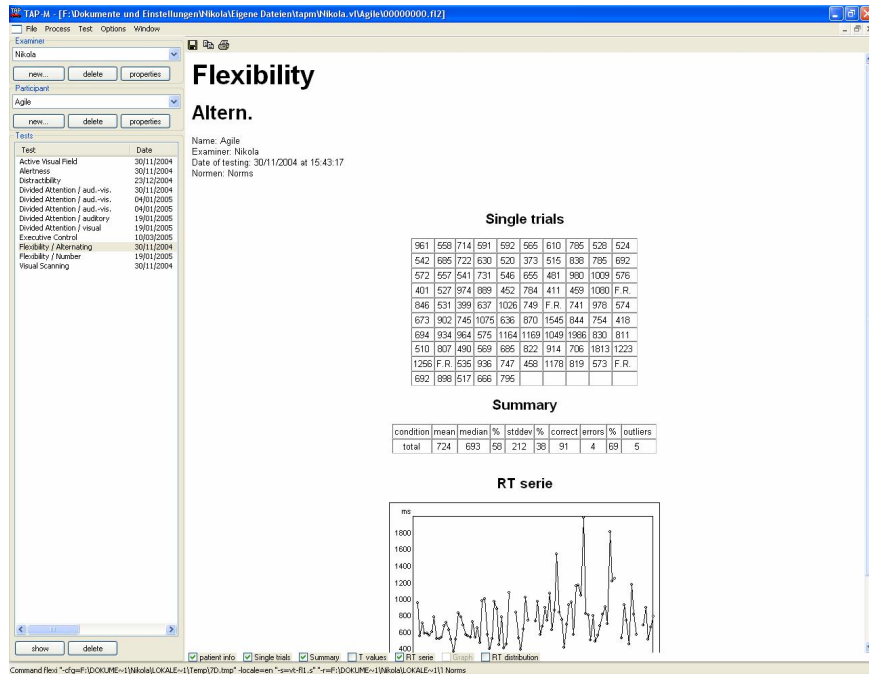 TAP-M - [F:\Dokumente und Einstellungen\Nikola\Eigene Dateien\tapm\Nikola.vf\Agile\00000000.fl2]
File Process Test Options Window
Examiner
Nikola
new... delete properties
Participant
Agile
new... delete properties
Tests
Test Date
Active Visual Field 30/11/2004
Alertness 30/11/2004
Distractibility 23/12/2004
Divided Attention / aud.-vis. 30/11/2004
Divided Attention / aud.-vis. 04/01/2005
Divided Attention / aud.-vis. 04/01/2005
Divided Attention / auditory 19/01/2005
Divided Attention / visual 19/01/2005
Executive Control 10/03/2005
Flexibility / Alternating 30/11/2004
Flexibility / Number 19/01/2005
Visual Scanning 30/11/2004
show delete
Flexibility
Altern.
Name: Agile
Examiner: Nikola
Date of testing: 30/11/2004 at 15:43:17
Normen: Norms
Single trials
961 558 714 591 592 565 610 785 528 524
542 685 722 630 520 373 515 838 785 692
572 557 541 731 546 655 481 980 1009 576
401 527 974 889 452 784 411 459 1080 F.R.
846 531 399 637 1026 749 F.R. 741 978 574
673 902 745 1075 636 870 1545 844 754 418
694 934 964 575 1164 1169 1049 1986 830 811
510 807 490 569 685 822 914 706 1813 1223
1256 F.R. 535 936 747 458 1178 819 573 F.R.
692 898 517 666 795
Summary
condition mean median % stddev % correct errors % outliers
total 724 693 58 212 38 91 4 69 5
RT serie
ms
1800
1600
1400
1200
1000
800
600
400
patient info Single trials Summary T values RT serie Graph RT distribution
Command flexi "-cfg=F:\DOKUME~1\Nikola\LOKALE~1\Temp\7D.tmp" -locale=en "-s=vt-fl1.s" "-r=F:\DOKUME~1\Nikola\LOKALE~1\ Norms